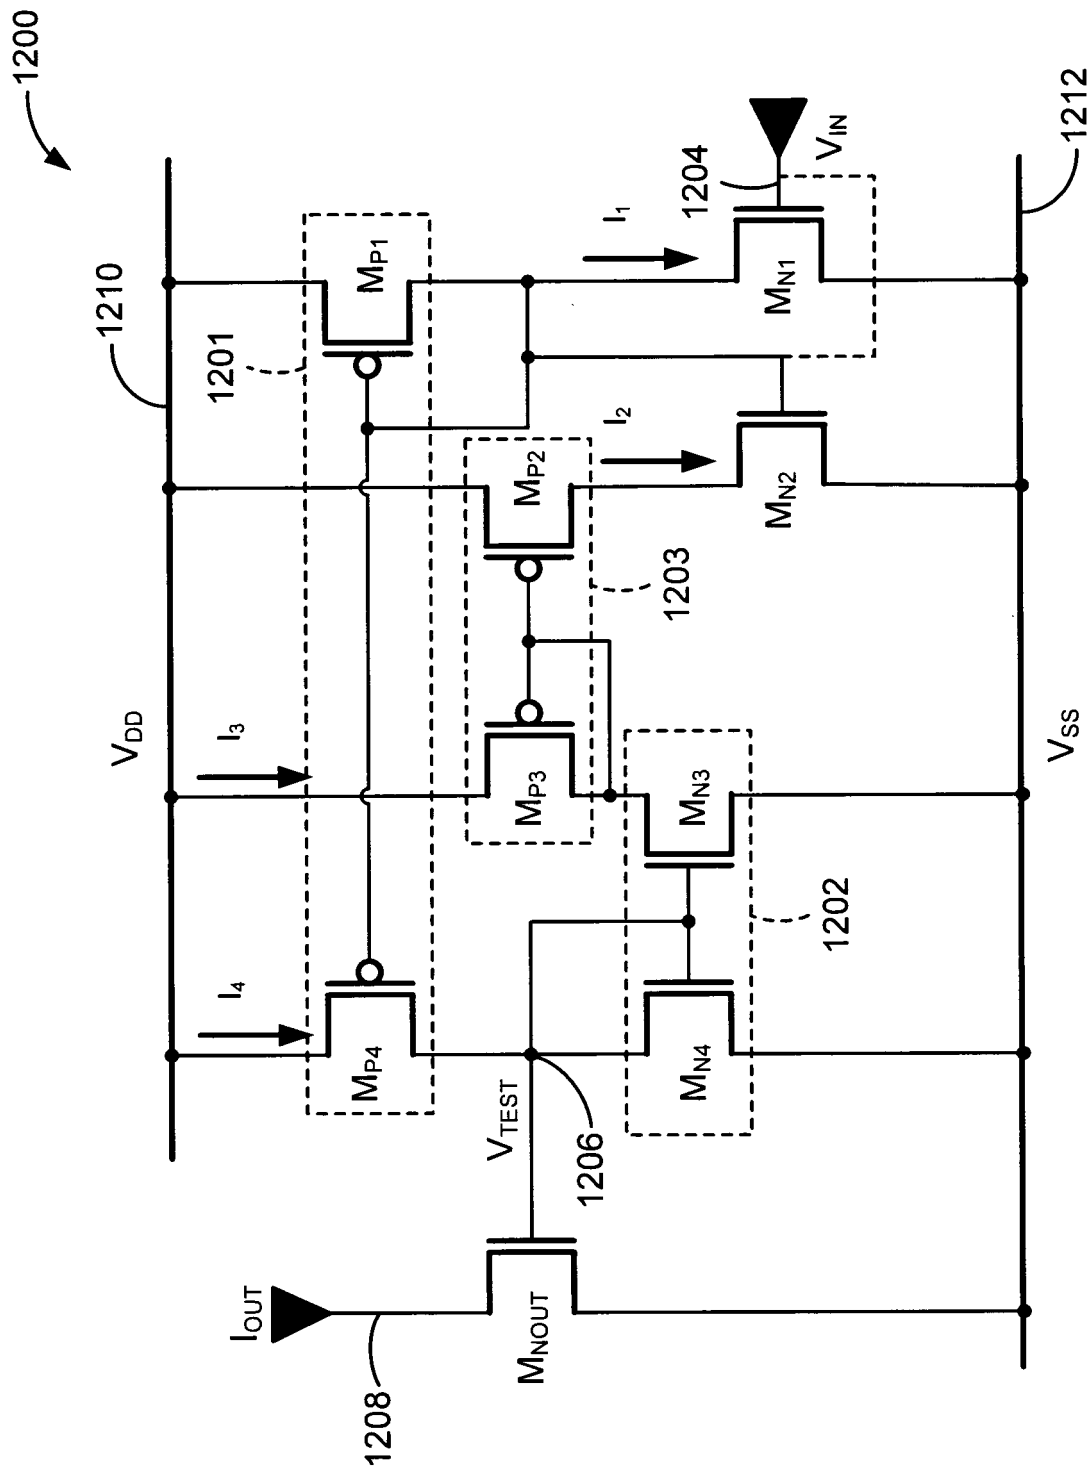 1200
1210
V_DD
1201
M_P1
I_1
1204
V_IN
M_N1
1212
I_2
M_P2
M_N2
1203
I_3
M_P3
M_N3
1202
V_SS
I_4
M_P4
M_N4
V_TEST
1206
I_OUT
M_NOUT
1208